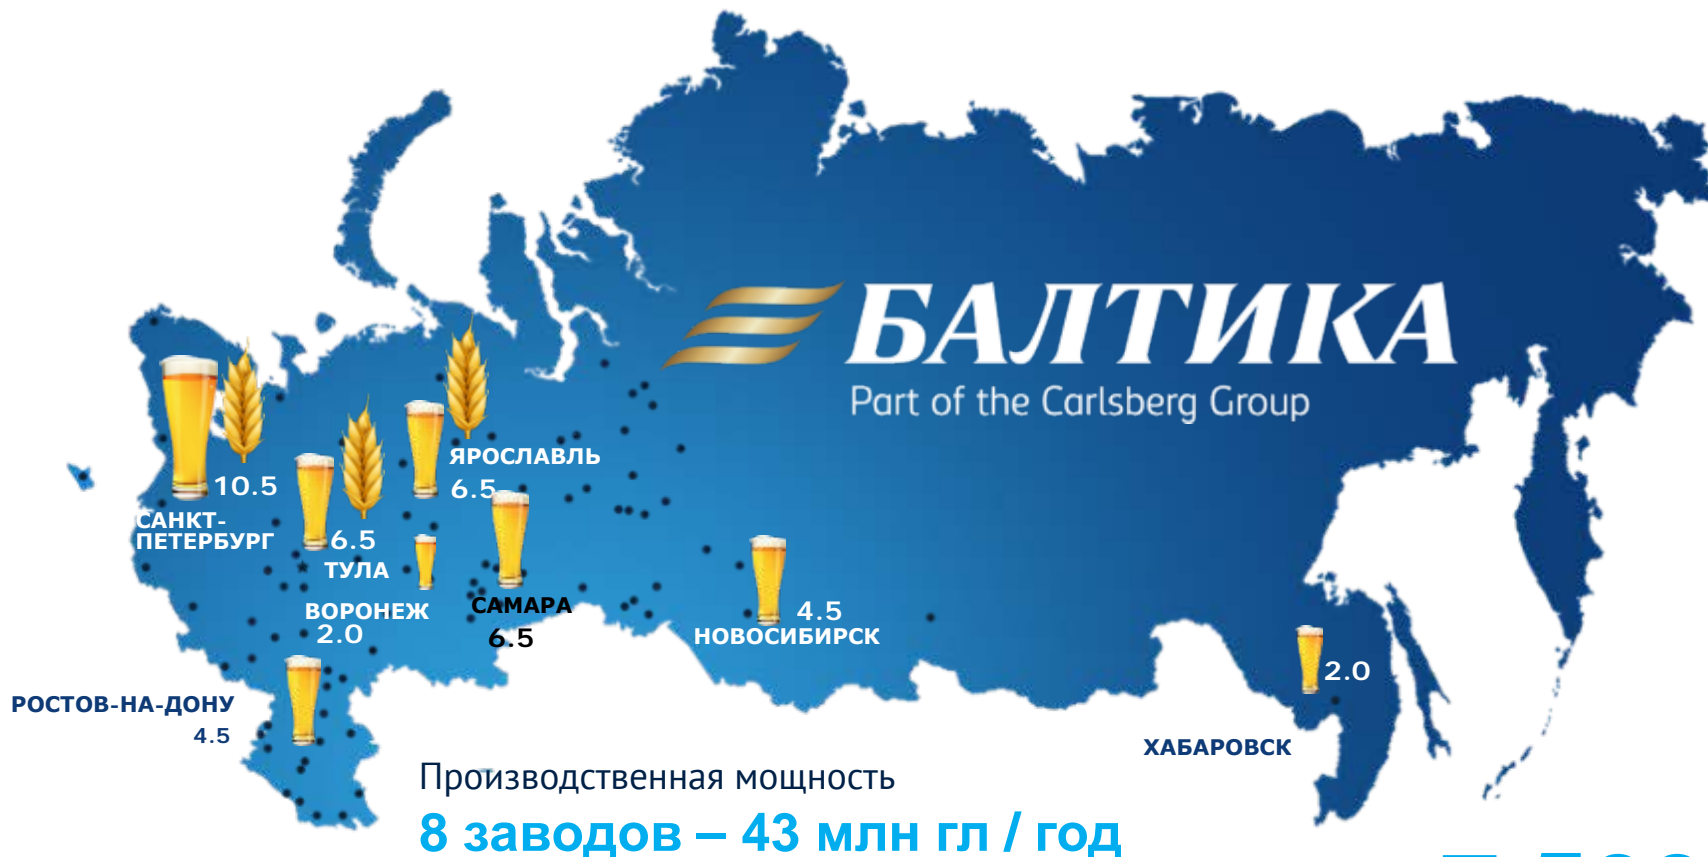 БАЛТИКА
Part of the Carlsberg Group
ЯРОСЛАВЛЬ
6.5
10.5
САНКТ-
ПЕТЕРБУРГ
6.5
ТУЛА
ВОРОНЕЖ
2.0
САМАРА
6.5
4.5
НОВОСИБИРСК
2.0
ХАБАРОВСК
РОСТОВ-НА-ДОНУ
4.5
Производственная мощность
8 заводов – 43 млн гл / год